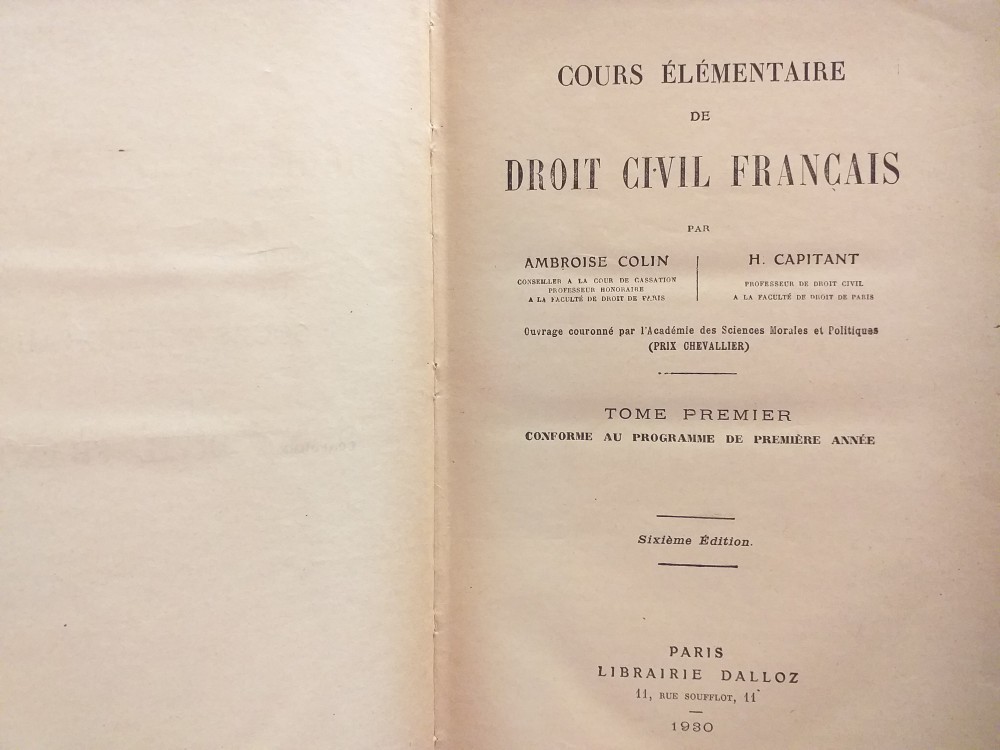 COURS ÉLÉMENTAIRE
DE
DROIT CIVIL FRANÇAIS
PAR
AMBROISE COLIN
CONSEILLER A LA COUR DE CASSATION
PROFESSEUR HONORAIRE
A LA FACULTÉ DE DROIT DE PARIS
H. CAPITANT
PROFESSEUR DE DROIT CIVIL
A LA FACULTÉ DE DROIT DE PARIS
Ouvrage couronné par l'Académie des Sciences Morales et Politiques
(PRIX CHEVALLIER)
TOME PREMIER
CONFORME AU PROGRAMME DE PREMIÈRE ANNÉE
Sixième Édition.
PARIS
LIBRAIRIE DALLOZ
11, RUE SOUFFLOT, 11
1930